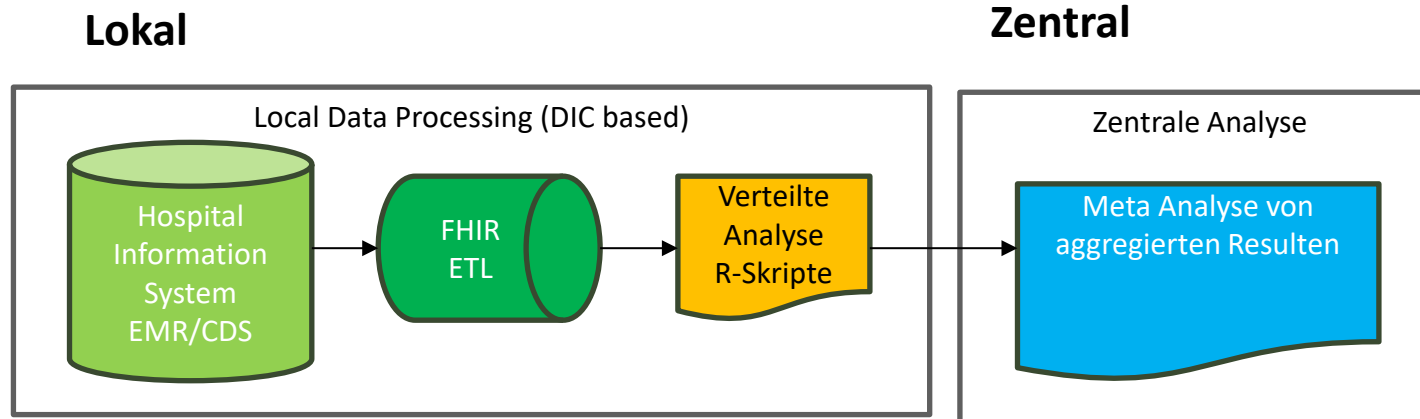 Lokal
Zentral
Local Data Processing (DIC based)
Hospital
Information
System
EMR/CDS
FHIR
ETL
Verteilte
Analyse
R-Skripte
Zentrale Analyse
Meta Analyse von
aggregierten Resulten